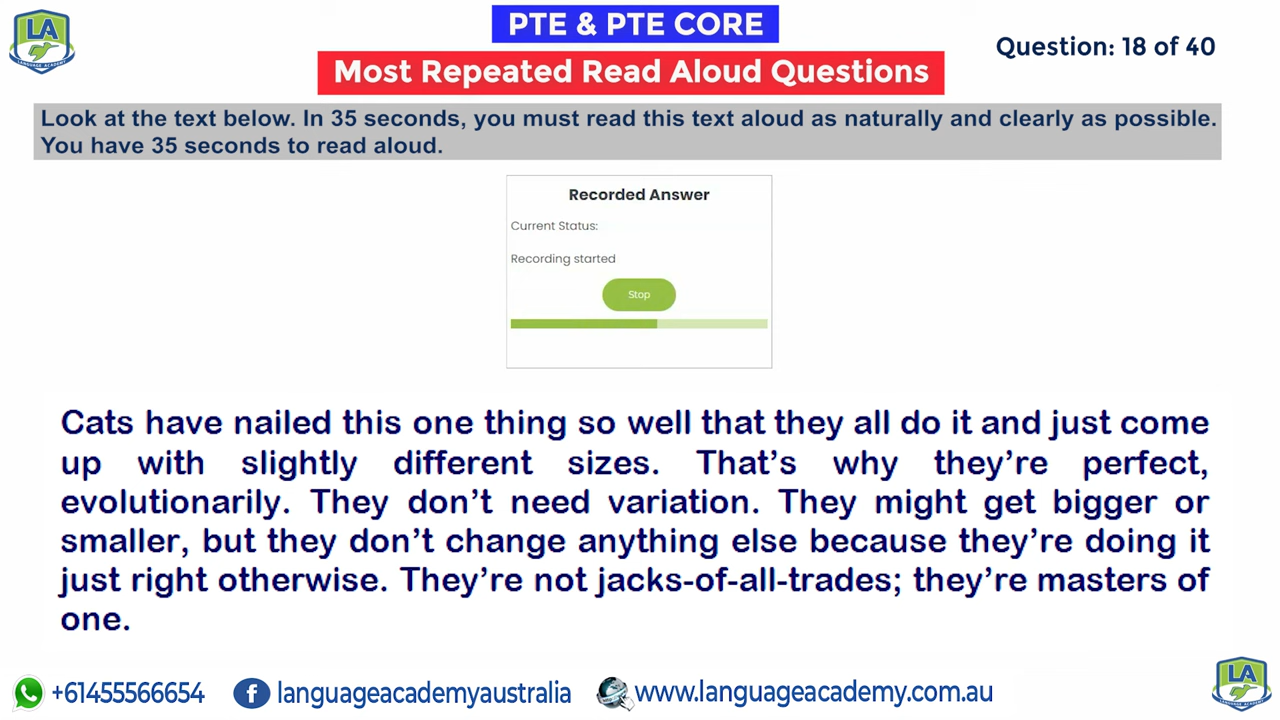 LA
LANGUAGE ACADEMY
PTE & PTE CORE
Most Repeated Read Aloud Questions
Question: 18 of 40
Look at the text below. In 35 seconds, you must read this text aloud as naturally and clearly as possible.
You have 35 seconds to read aloud.
Recorded Answer
Current Status:
Recording started
Stop
Cats have nailed this one thing so well that they all do it and just come
up with slightly different sizes. That's why they're perfect,
evolutionarily. They don't need variation. They might get bigger or
smaller, but they don't change anything else because they're doing it
just right otherwise. They're not jacks-of-all-trades; they're masters of
one.
+61455566654
languageacademyaustralia
www.languageacademy.com.au
LA
LANGUAGE ACADEMY